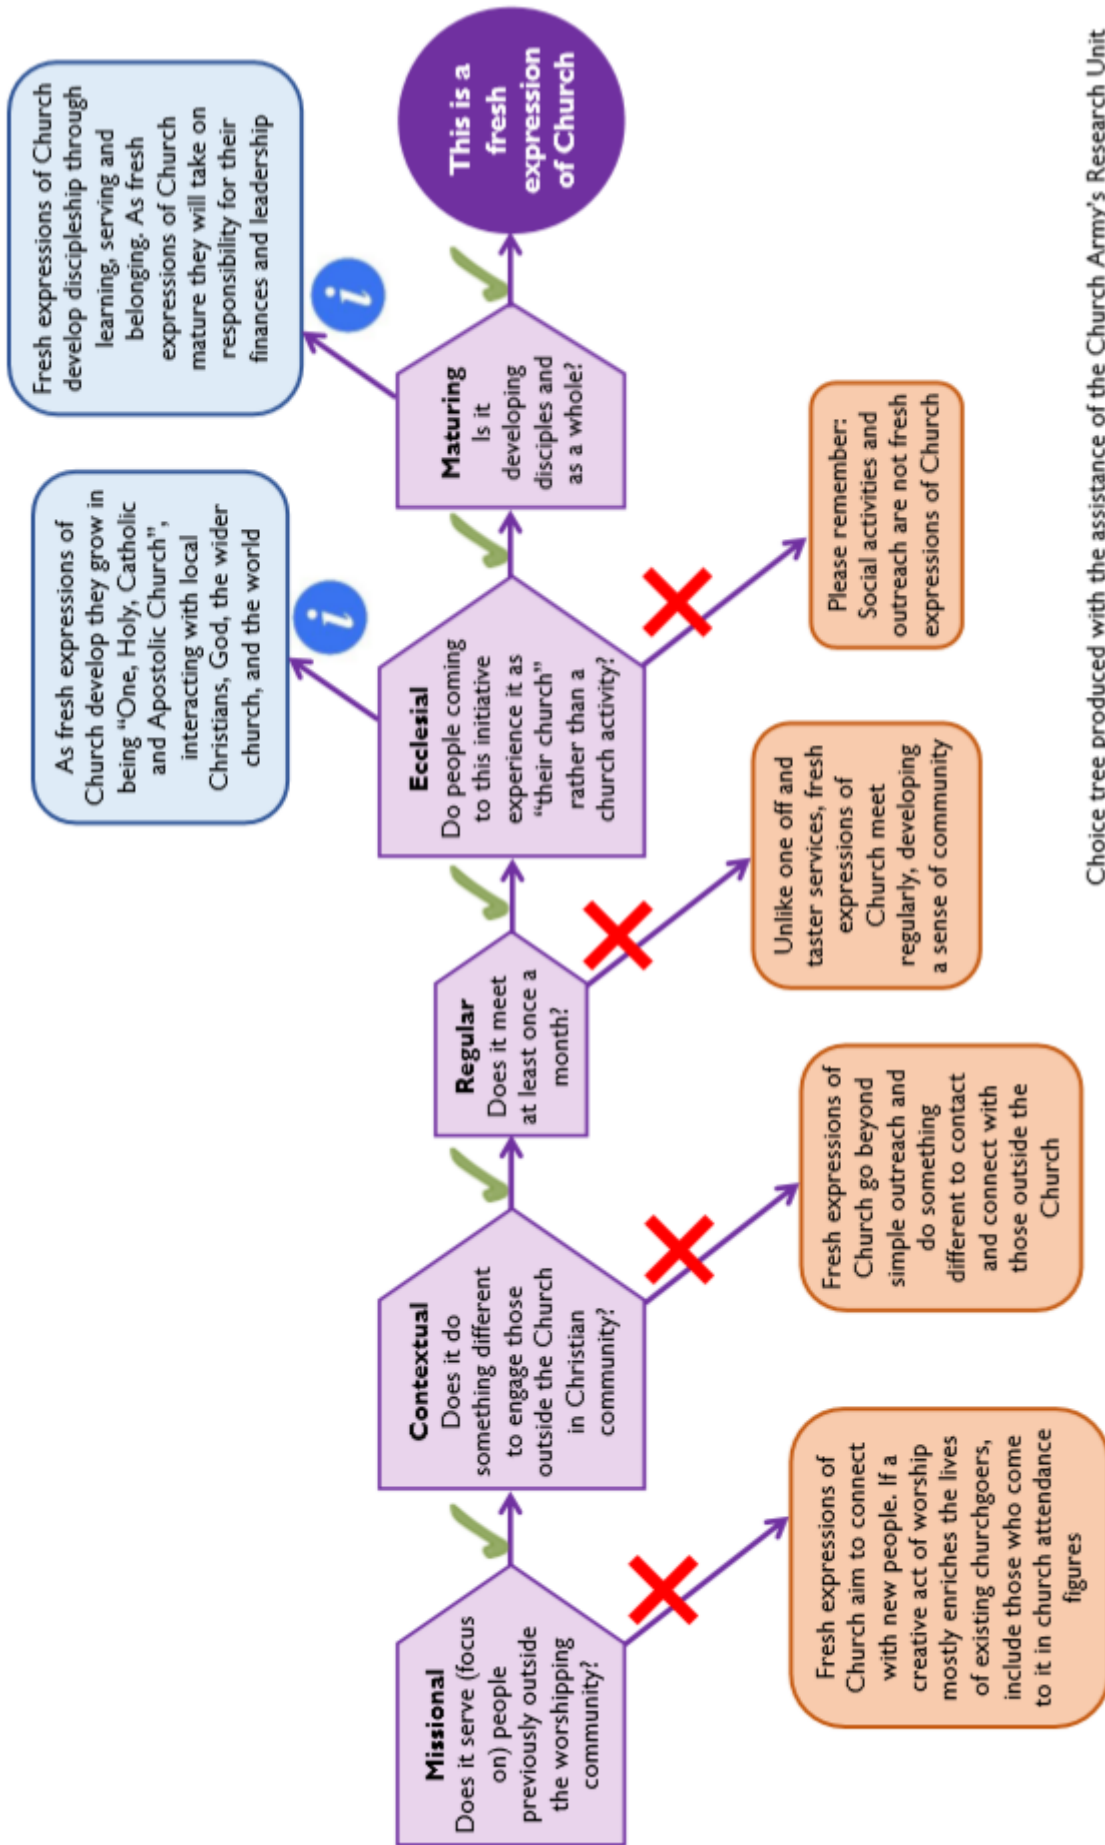 Missional
Does it serve (focus
on) people
previously outside
the worshipping
community?
Fresh expressions of
Church aim to connect
with new people. If a
creative act of worship
mostly enriches the lives
of existing churchgoers,
include those who come
to it in church attendance
figures
Contextual
Does it do
something different
to engage those
outside the Church
in Christian
community?
Fresh expressions of
Church go beyond
simple outreach and
do something
different to contact
and connect with
those outside the
Church
Regular
Does it meet
at least once a
month?
Unlike one off and
taster services, fresh
expressions of
Church meet
regularly, developing
a sense of community
Ecclesial
Do people coming
to this initiative
experience it as
“their church”
rather than a
church activity?
As fresh expressions of
Church develop they grow in
being “One, Holy, Catholic
and Apostolic Church”,
interacting with local
Christians, God, the wider
church, and the world
i
Please remember:
Social activities and
outreach are not fresh
expressions of Church
Maturing
Is it
developing
disciples and
as a whole?
Fresh expressions of Church
develop discipleship through
learning, serving and
belonging. As fresh
expressions of Church
mature they will take on
responsibility for their
finances and leadership
i
This is a
fresh
expression
of Church
Choice tree produced with the assistance of the Church Army's Research Unit